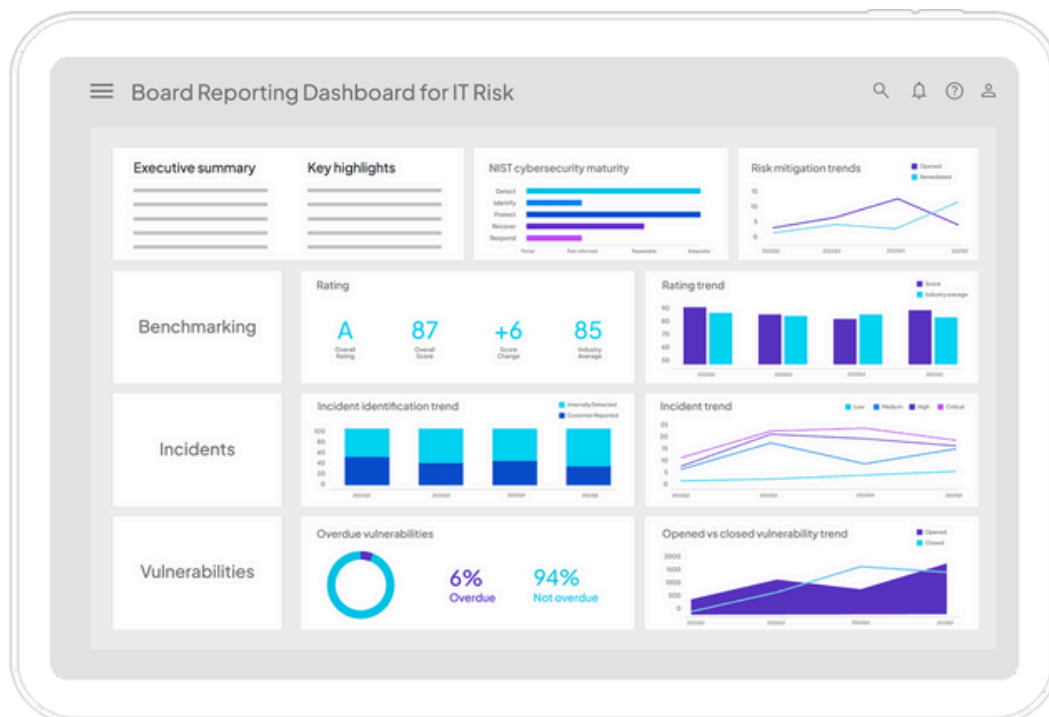 Board Reporting Dashboard for IT Risk
Executive summary
Key highlights
NIST cybersecurity maturity
Detect
Identify
Protect
Recover
Respond
Partial
Risk-informed
Repeatable
Adaptable
Risk mitigation trends
Opened
Remediated
15
10
5
0
Benchmarking
Rating
A
Overall
Rating
87
Overall
Score
+6
Score
Change
85
Industry
Average
Rating trend
Score
Industry average
90
80
70
60
50
Incidents
Incident identification trend
Internally Detected
Customer Reported
100
80
60
40
20
0
Incident trend
Low
Medium
High
Critical
25
20
15
10
5
0
Vulnerabilities
Overdue vulnerabilities
6%
Overdue
94%
Not overdue
Opened vs closed vulnerability trend
Opened
Closed
2000
1500
1000
500
0